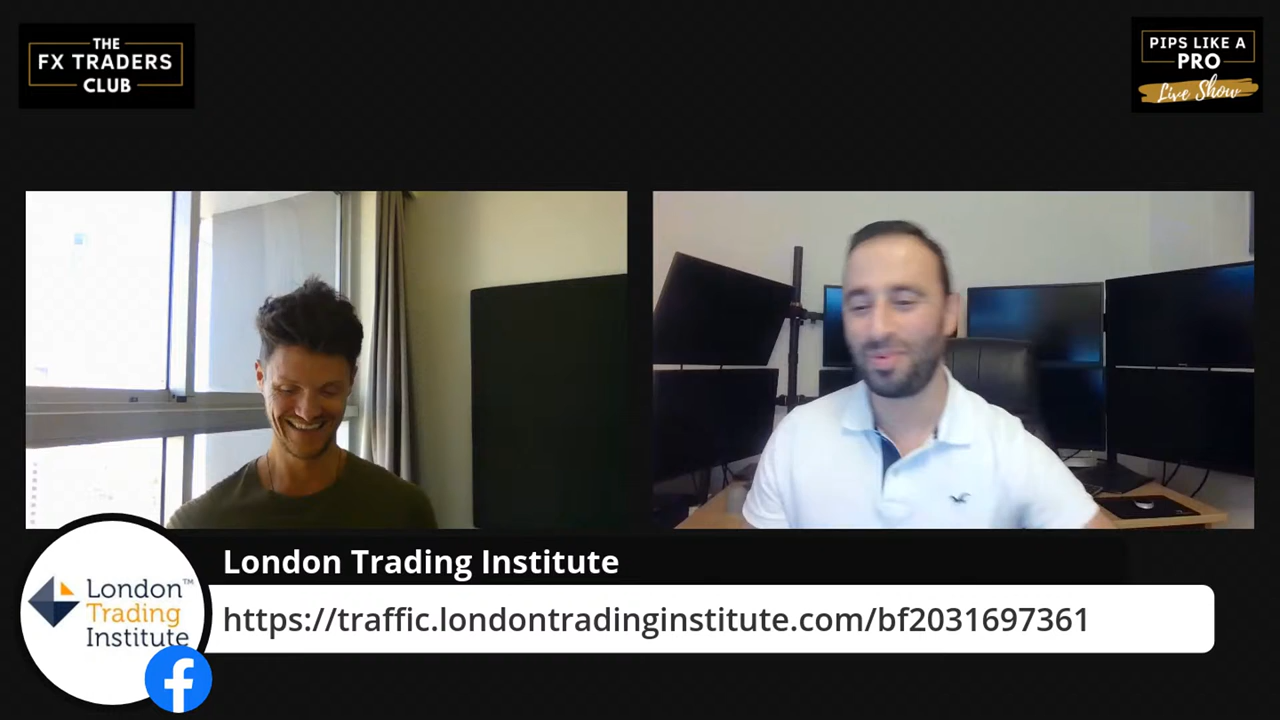 THE
FX TRADERS
CLUB
PIPS LIKE A
PRO
Live Show
London Trading Institute
https://traffic.londontradinginstitute.com/bf2031697361
London™
Trading
Institute